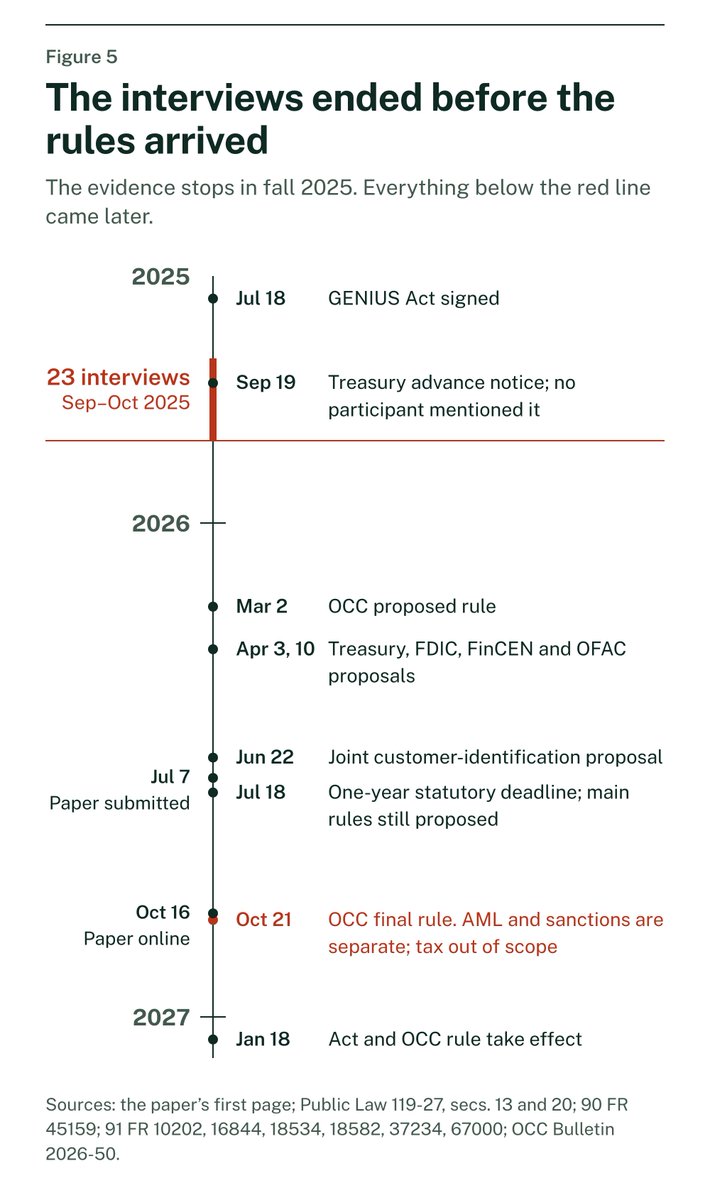 Figure 5
The interviews ended before the
rules arrived
The evidence stops in fall 2025. Everything below the red line
came later.
2025
Jul 18 GENIUS Act signed
23 interviews
Sep–Oct 2025
Sep 19 Treasury advance notice; no
participant mentioned it
2026
Mar 2 OCC proposed rule
Apr 3, 10 Treasury, FDIC, FinCEN and OFAC
proposals
Jun 22 Joint customer-identification proposal
Jul 7
Paper submitted
Jul 18 One-year statutory deadline; main
rules still proposed
Oct 16
Paper online
Oct 21 OCC final rule. AML and sanctions are
separate; tax out of scope
2027
Jan 18 Act and OCC rule take effect
Sources: the paper’s first page; Public Law 119-27, secs. 13 and 20; 90 FR
45159; 91 FR 10202, 16844, 18534, 18582, 37234, 67000; OCC Bulletin
2026-50.